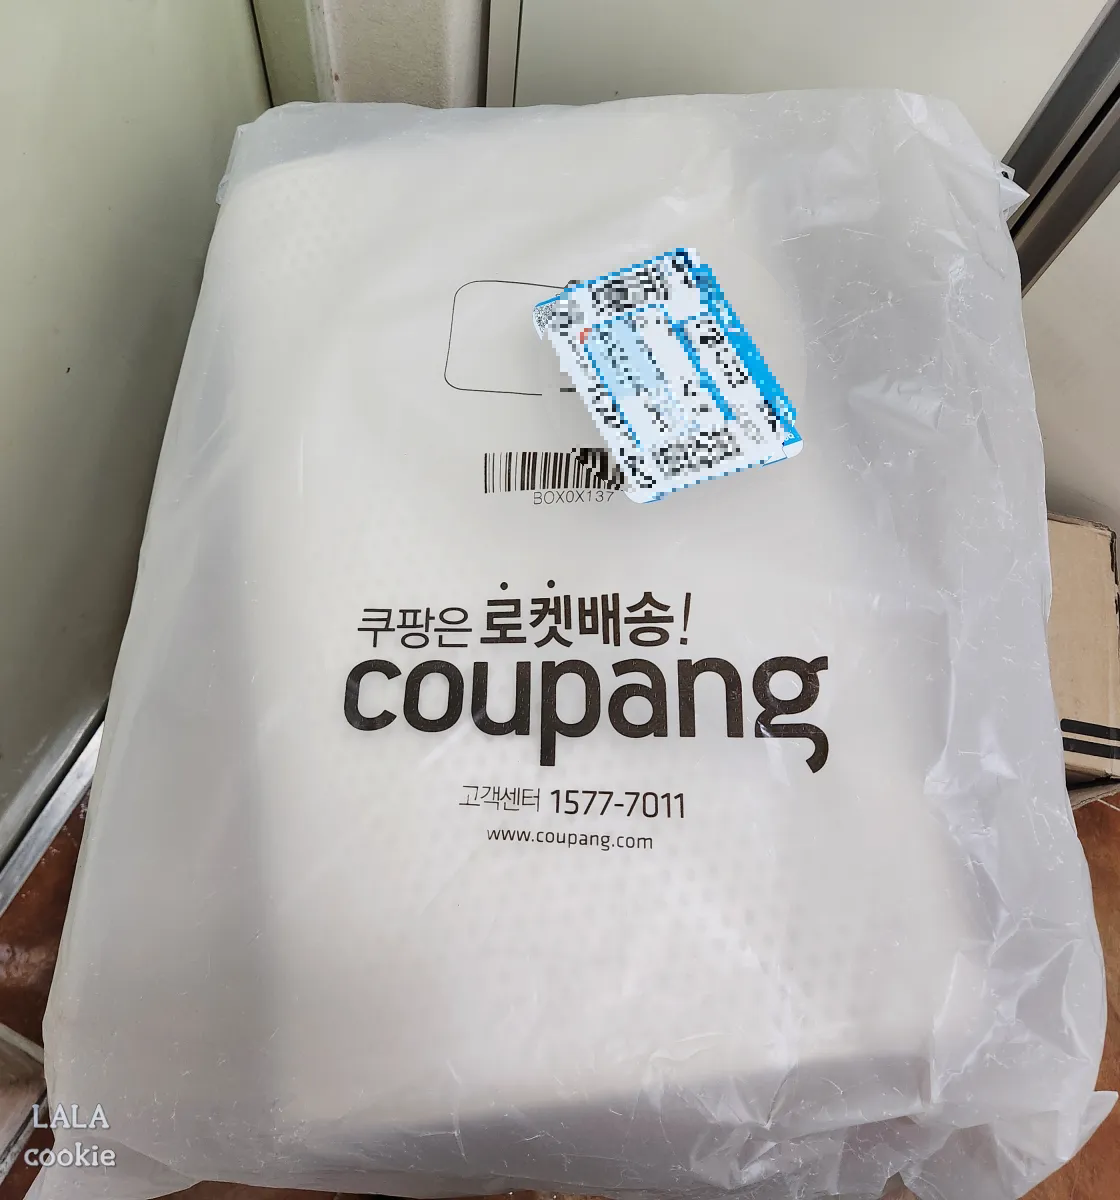 BOX0X137
쿠팡은 로켓배송!
coupang
고객센터 1577-7011
www.coupang.com
LALA
cookie